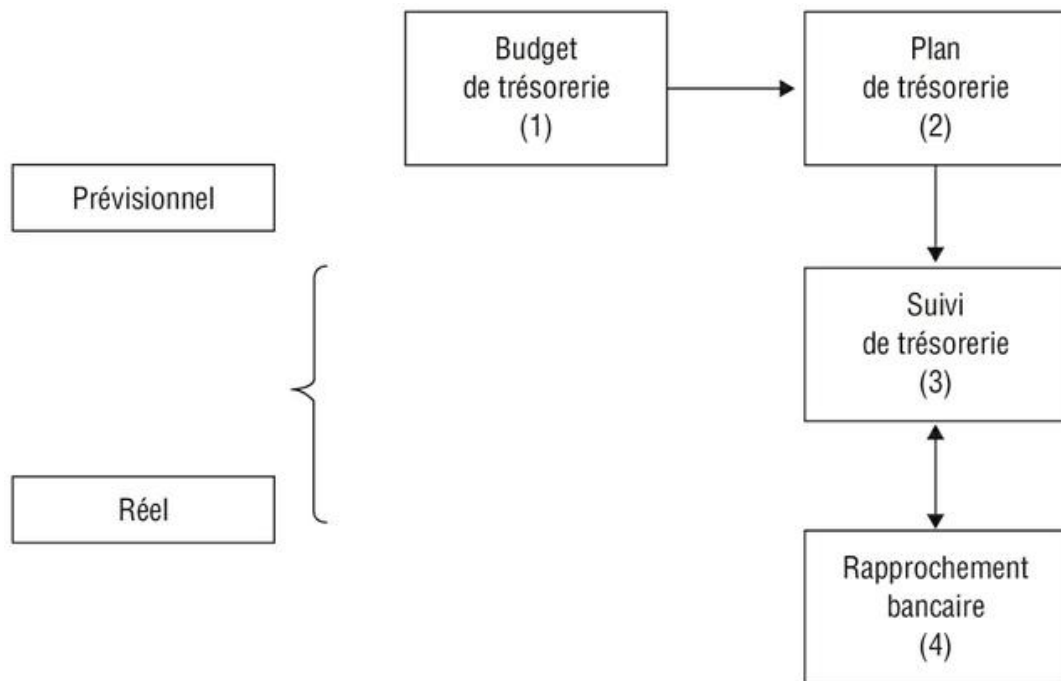 Budget
de trésorerie
(1)
Plan
de trésorerie
(2)
Prévisionnel
Suivi
de trésorerie
(3)
Réel
Rapprochement
bancaire
(4)